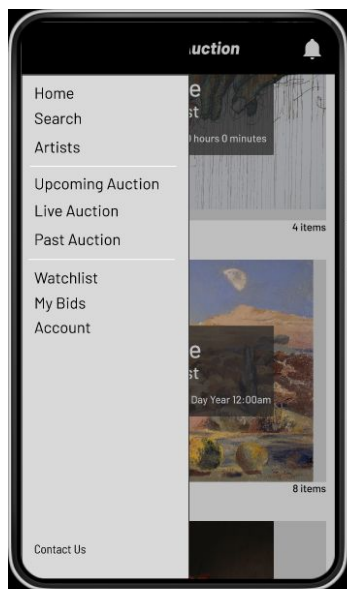 uction
Home
Search
Artists
Upcoming Auction
Live Auction
Past Auction
Watchlist
My Bids
Account
Contact Us
e
st
hours 0 minutes
4 items
e
st
Day Year 12:00am
8 items